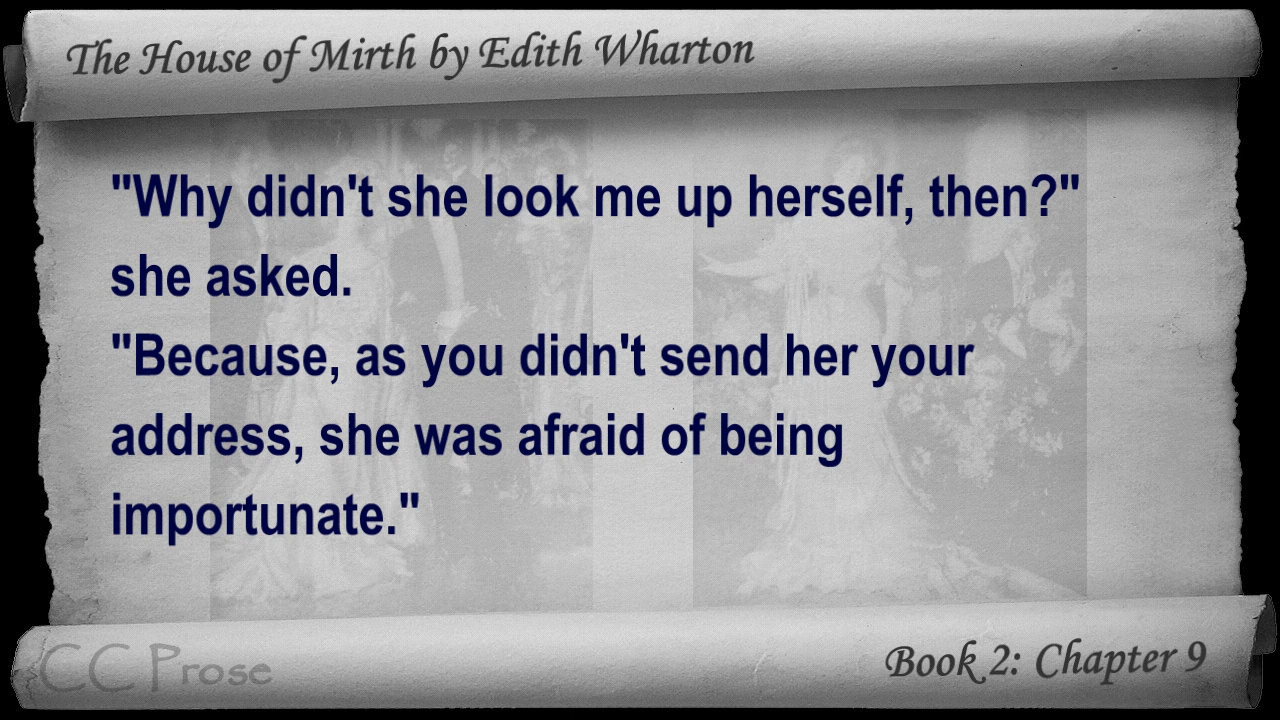 The House of Mirth by Edith Wharton
"Why didn't she look me up herself, then?"
she asked.
"Because, as you didn't send her your
address, she was afraid of being
importunate."
CC Prose
Book 2: Chapter 9